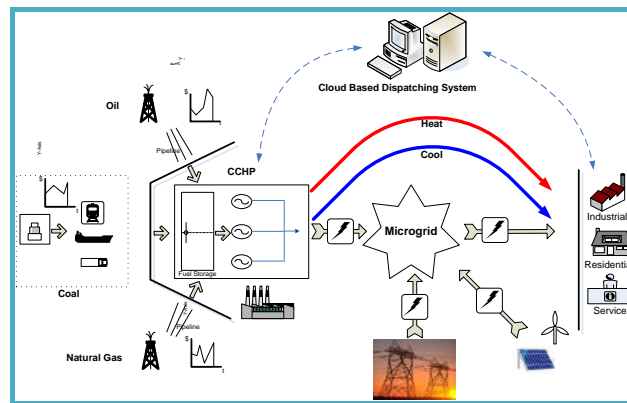 Cloud Based Dispatching System
Oil
$
t
Pipeline
Heat
Y-Axis
CCHP
Cool
$
t
Industrial
Microgrid
Residential
Fuel Storage
Coal
Service
Pipeline
$
t
Natural Gas